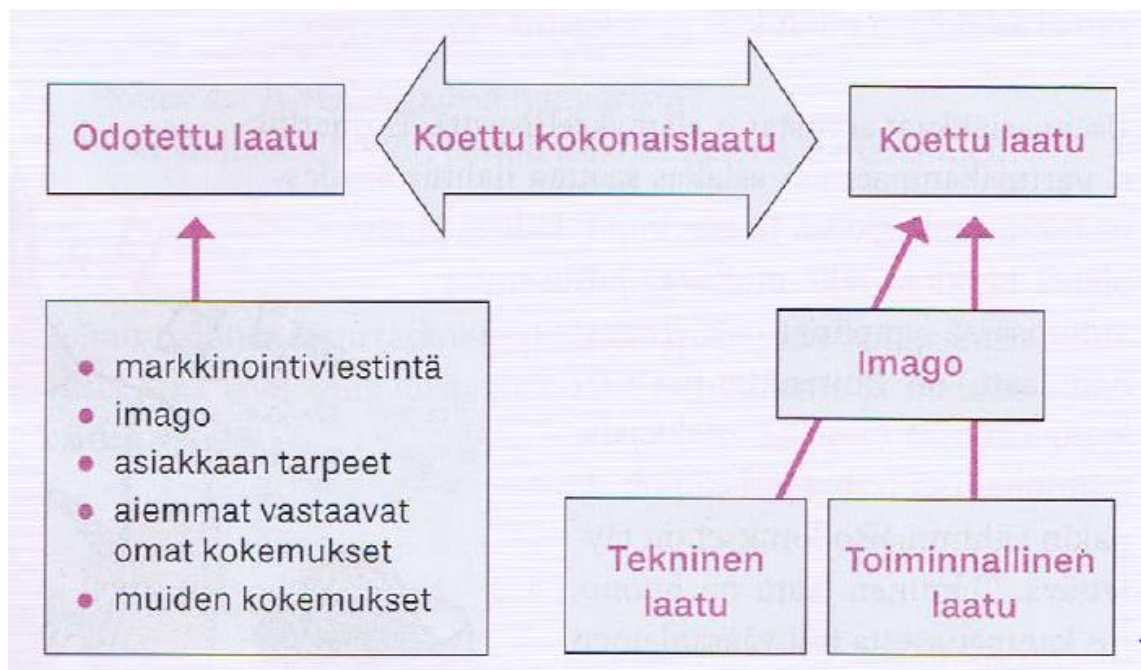 Odotettu laatu
Koettu kokonaislaatu
Koettu laatu
• markkinointiviestintä
• imago
• asiakkaan tarpeet
• aiemmat vastaavat
omat kokemukset
• muiden kokemukset
Imago
Tekninen
laatu
Toiminnallinen
laatu